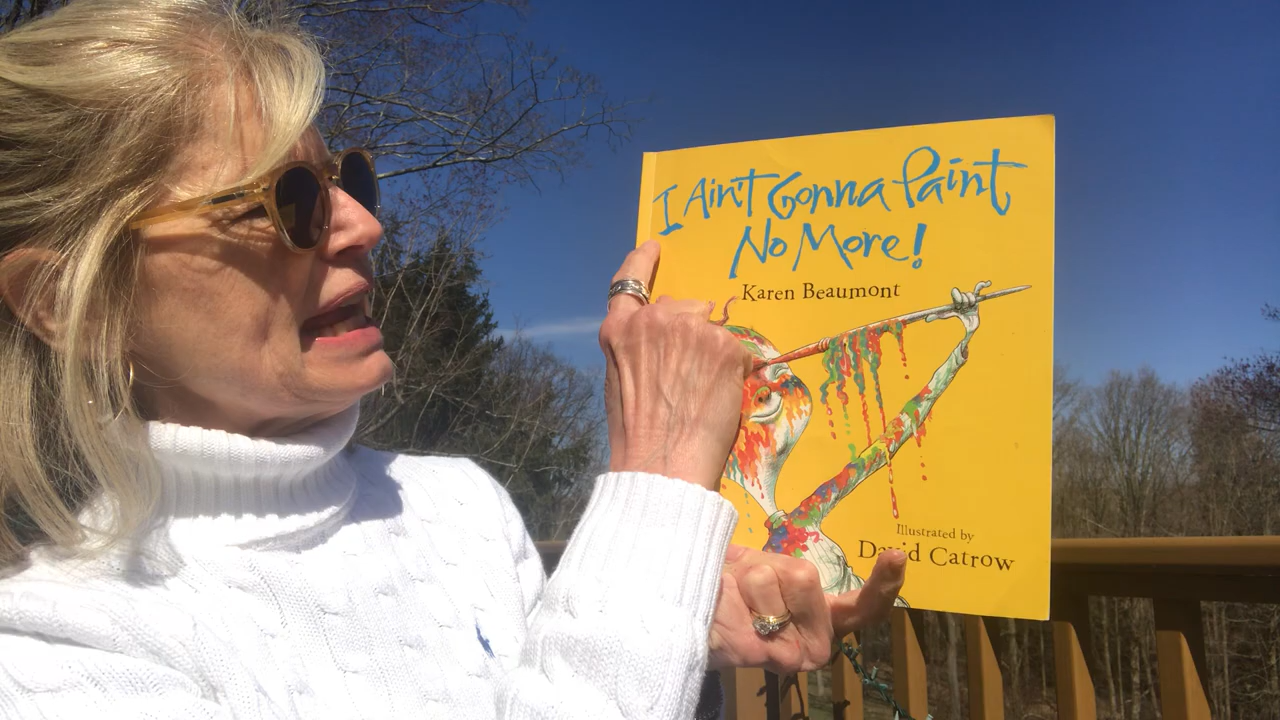 I Ain't Gonna Paint
No More!
Karen Beaumont
Illustrated by
David Catrow